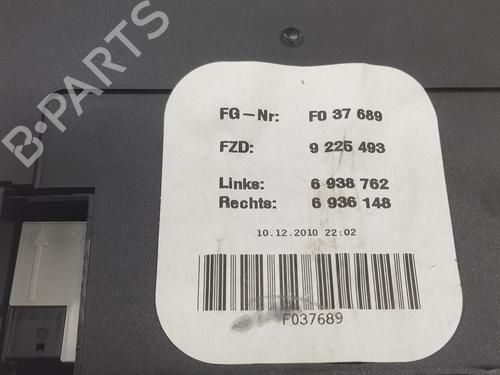 B-PARTS
FG-Nr: F0 37 689
FZD: 9 225 493
Links: 6 938 762
Rechts: 6 936 148
10.12.2010 22:02
F037689